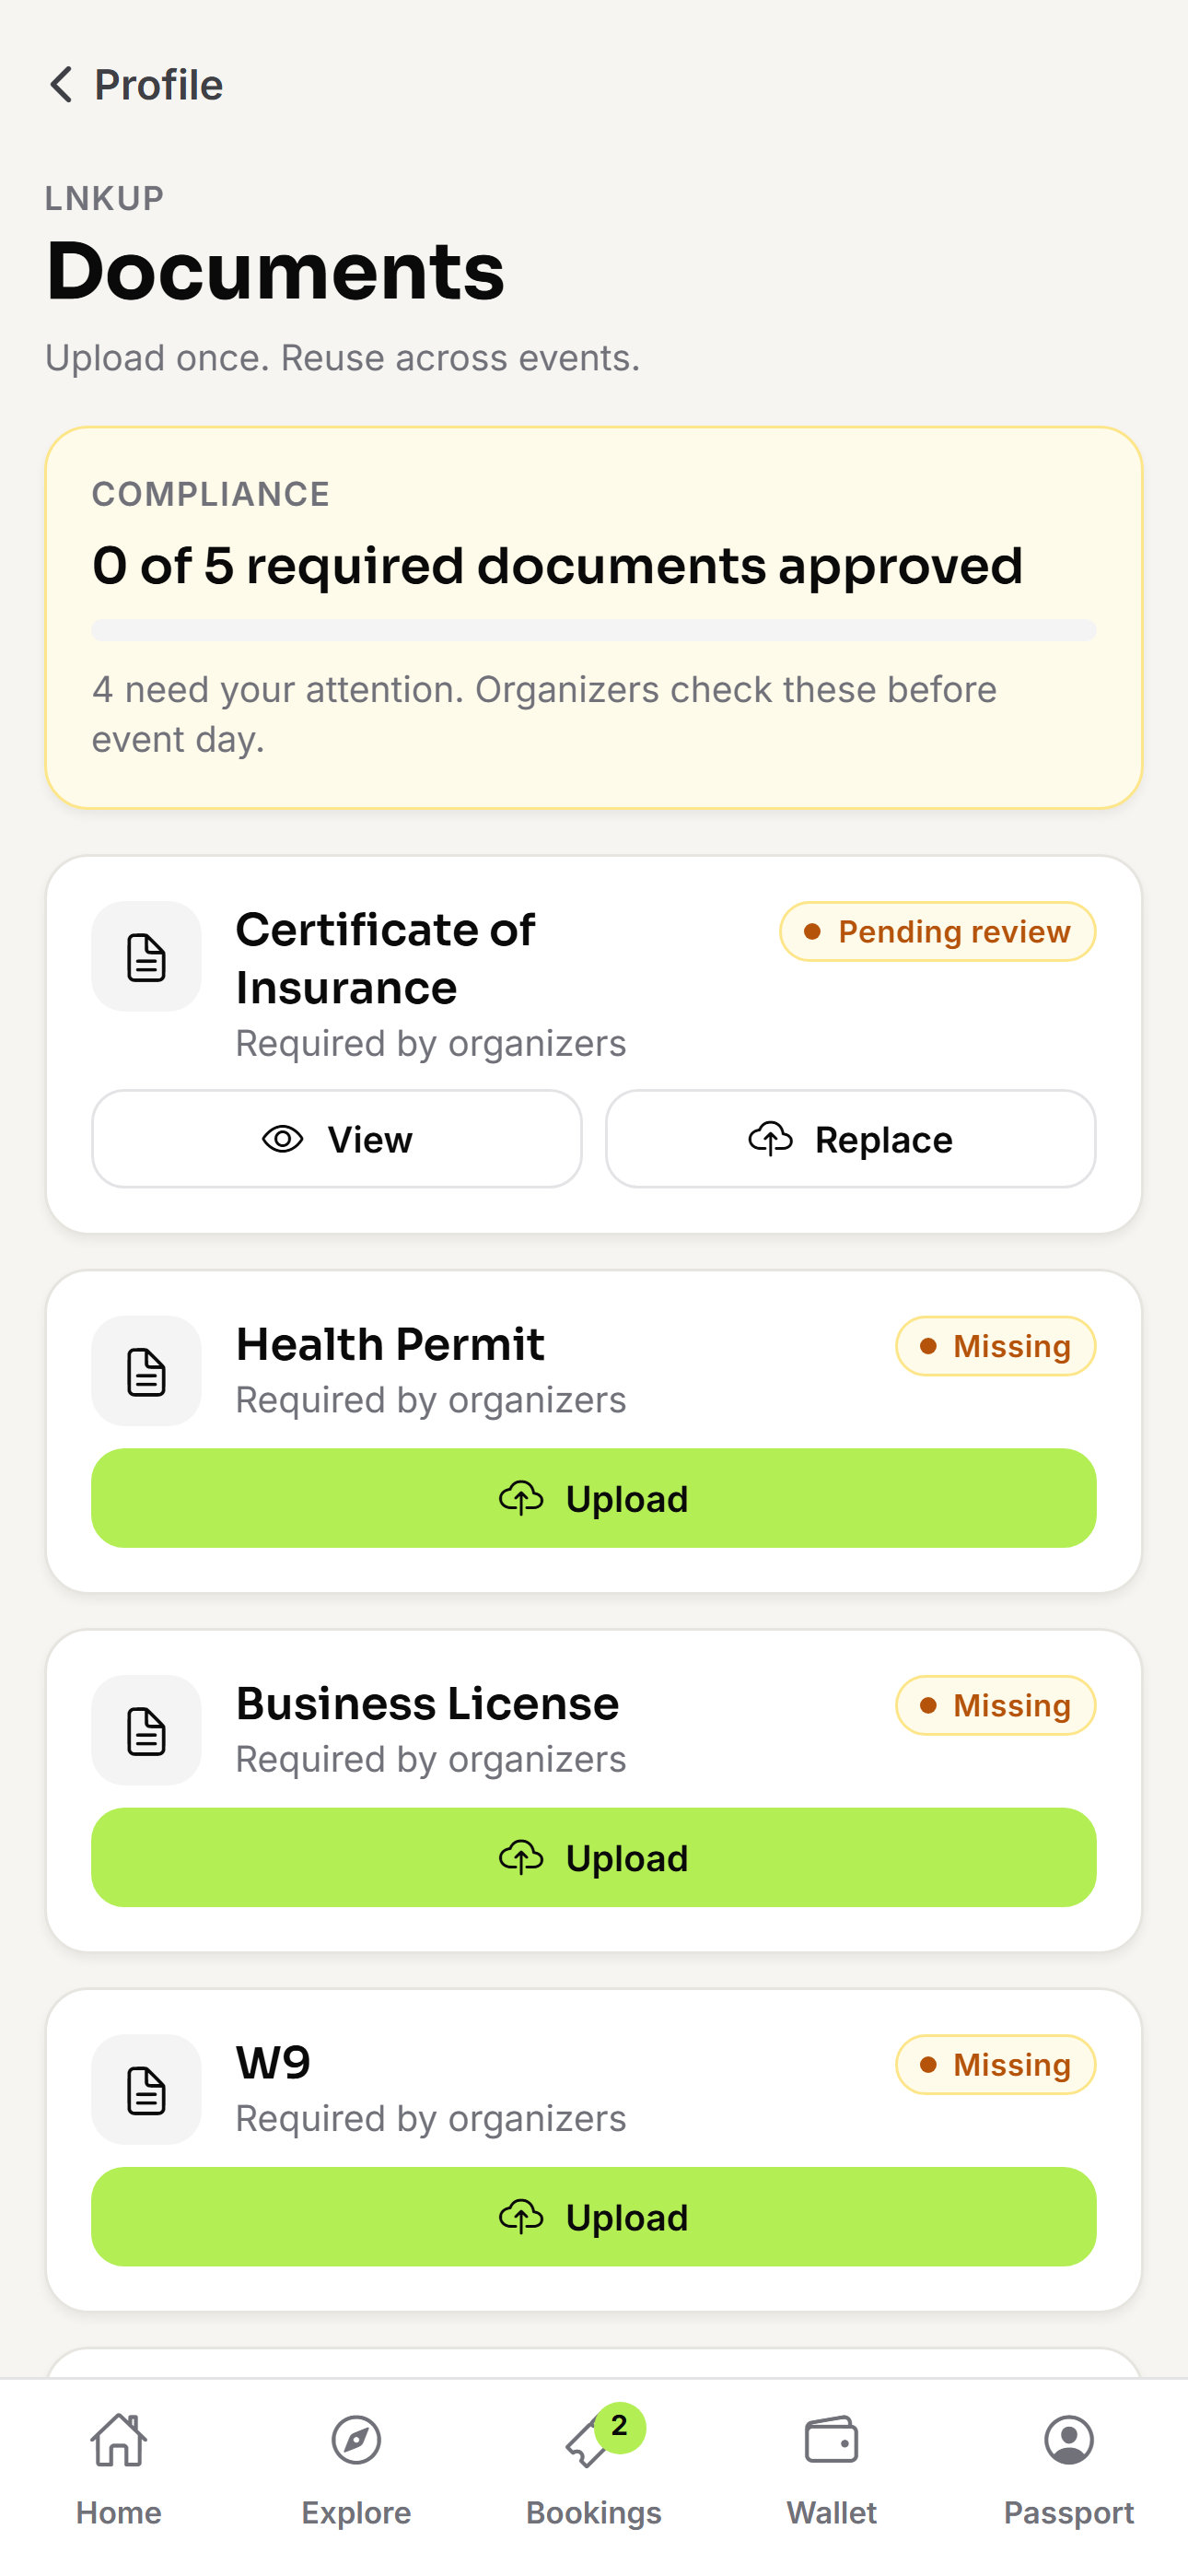 Profile
LNKUP
Documents
Upload once. Reuse across events.
COMPLIANCE
0 of 5 required documents approved
4 need your attention. Organizers check these before
event day.
Certificate of
Insurance
Pending review
Required by organizers
View
Replace
Health Permit
Missing
Required by organizers
Upload
Business License
Missing
Required by organizers
Upload
W9
Missing
Required by organizers
Upload
2
Home
Explore
Bookings
Wallet
Passport